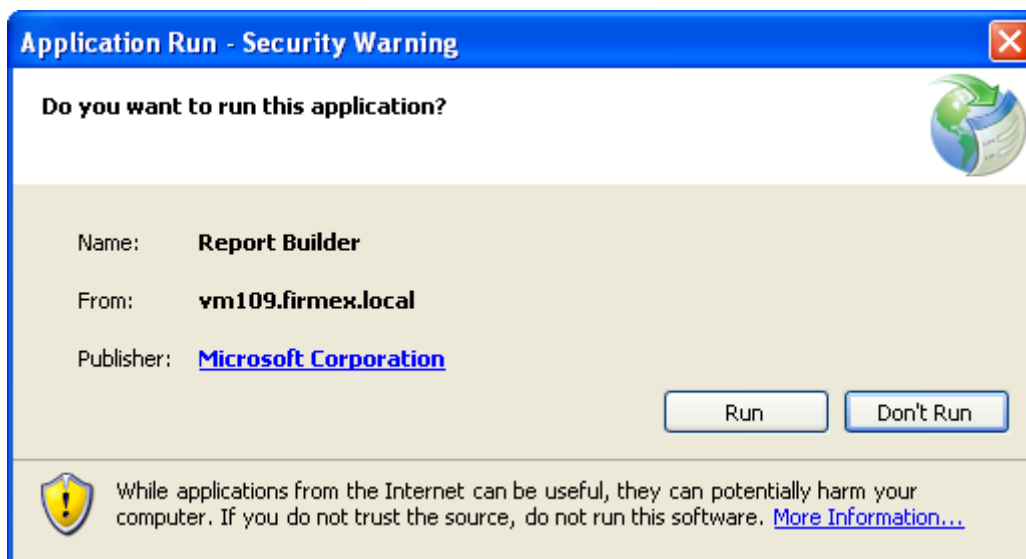 Application Run - Security Warning
Do you want to run this application?
Name: Report Builder
From: vm109.firmex.local
Publisher: Microsoft Corporation
Run Don't Run
While applications from the Internet can be useful, they can potentially harm your
computer. If you do not trust the source, do not run this software. More Information...